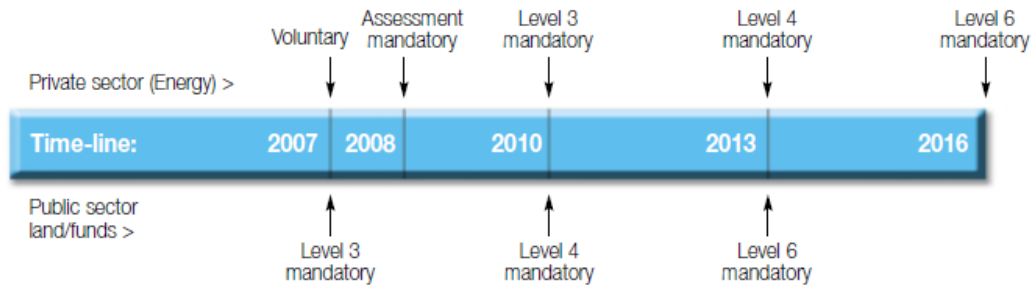 Voluntary
Assessment
mandatory
Level 3
mandatory
Level 4
mandatory
Level 6
mandatory
Private sector (Energy) >
Time-line: 2007 2008 2010 2013 2016
Public sector
land/funds >
Level 3
mandatory
Level 4
mandatory
Level 6
mandatory